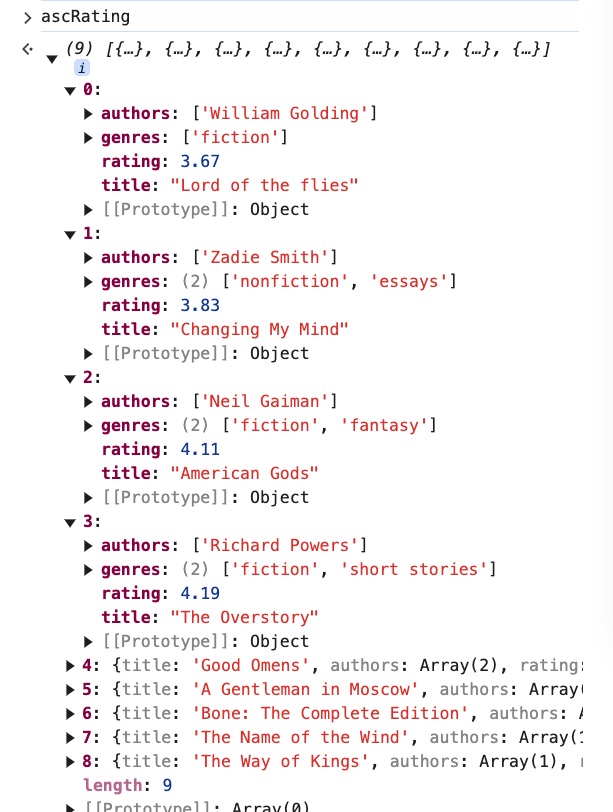 > ascRating
(9) [{…}, {…}, {…}, {…}, {…}, {…}, {…}, {…}, {…}]
i
0:
authors: ['William Golding']
genres: ['fiction']
rating: 3.67
title: "Lord of the flies"
[[Prototype]]: Object
1:
authors: ['Zadie Smith']
genres: (2) ['nonfiction', 'essays']
rating: 3.83
title: "Changing My Mind"
[[Prototype]]: Object
2:
authors: ['Neil Gaiman']
genres: (2) ['fiction', 'fantasy']
rating: 4.11
title: "American Gods"
[[Prototype]]: Object
3:
authors: ['Richard Powers']
genres: (2) ['fiction', 'short stories']
rating: 4.19
title: "The Overstory"
[[Prototype]]: Object
4: {title: 'Good Omens', authors: Array(2), rating:
5: {title: 'A Gentleman in Moscow', authors: Array(
6: {title: 'Bone: The Complete Edition', authors:
7: {title: 'The Name of the Wind', authors: Array(1
8: {title: 'The Way of Kings', authors: Array(1),
length: 9
[[Prototype]]: Array(0)